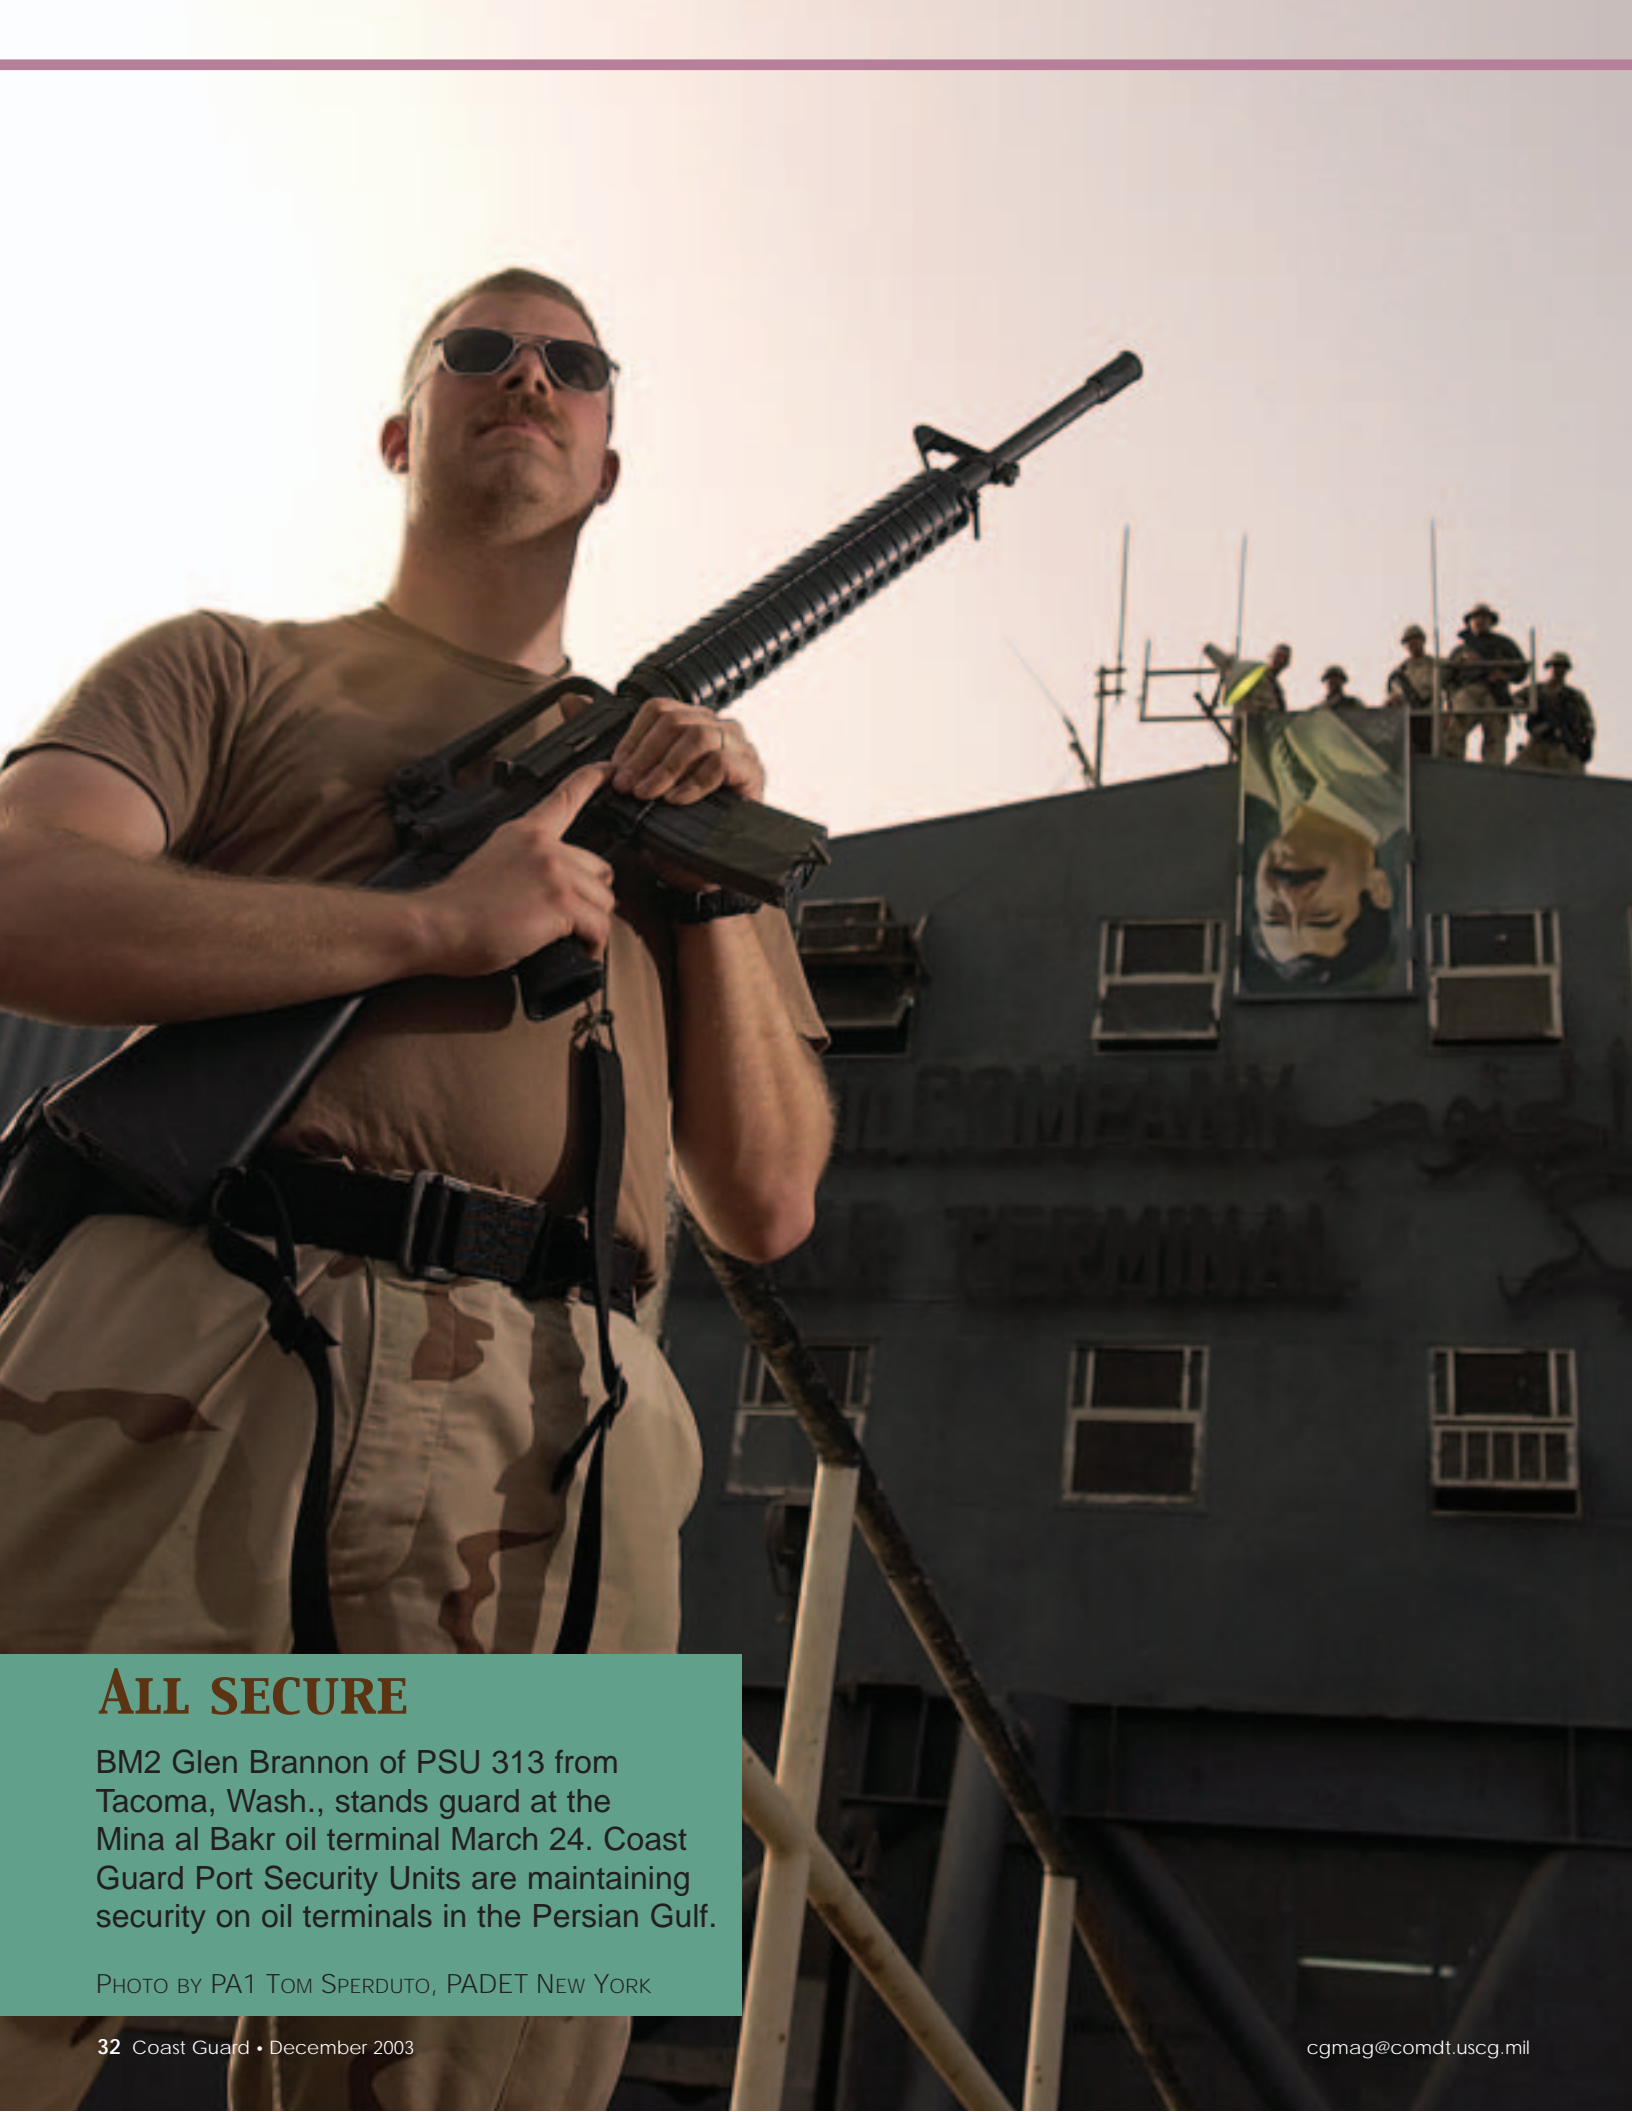 COMPANY
TERMINAL
ALL SECURE
BM2 Glen Brannon of PSU 313 from
Tacoma, Wash., stands guard at the
Mina al Bakr oil terminal March 24. Coast
Guard Port Security Units are maintaining
security on oil terminals in the Persian Gulf.
PHOTO BY PA1 TOM SPERDUTO, PADET NEW YORK
32 Coast Guard • December 2003
cgmag@comdt.uscg.mil